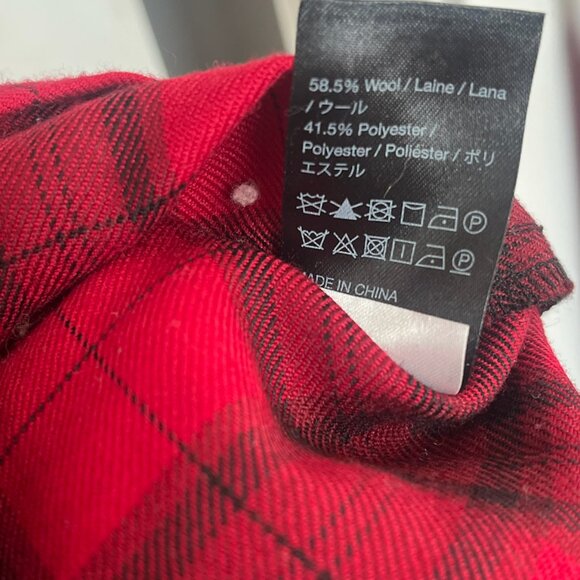 58.5% Wool / Laine / Lana
/ ウール
41.5% Polyester /
Polyester / Poliéster / ポリ
エステル
P
P
MADE IN CHINA